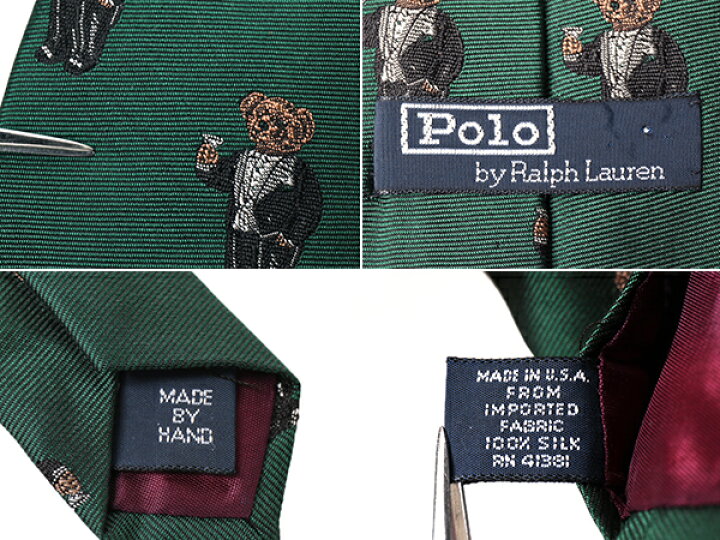 Polo
by Ralph Lauren
MADE
BY
HAND
MADE IN U.S.A.
FROM
IMPORTED
FABRIC
100% SILK
RN 41381